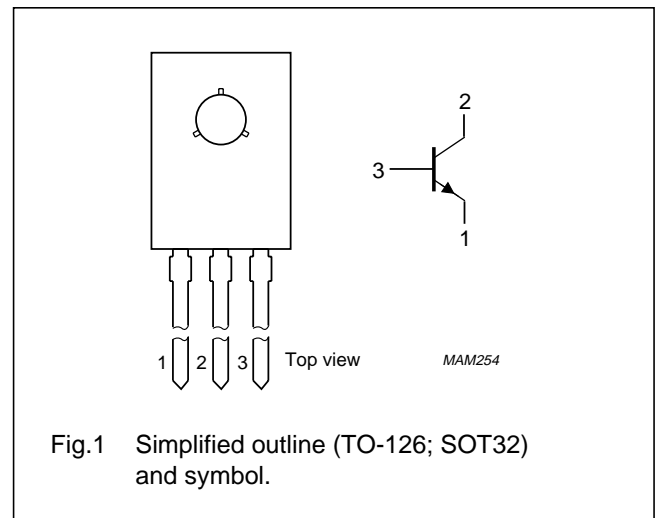 2
3
1
1 2 3 Top view MAM254
Fig.1 Simplified outline (TO-126; SOT32)
and symbol.